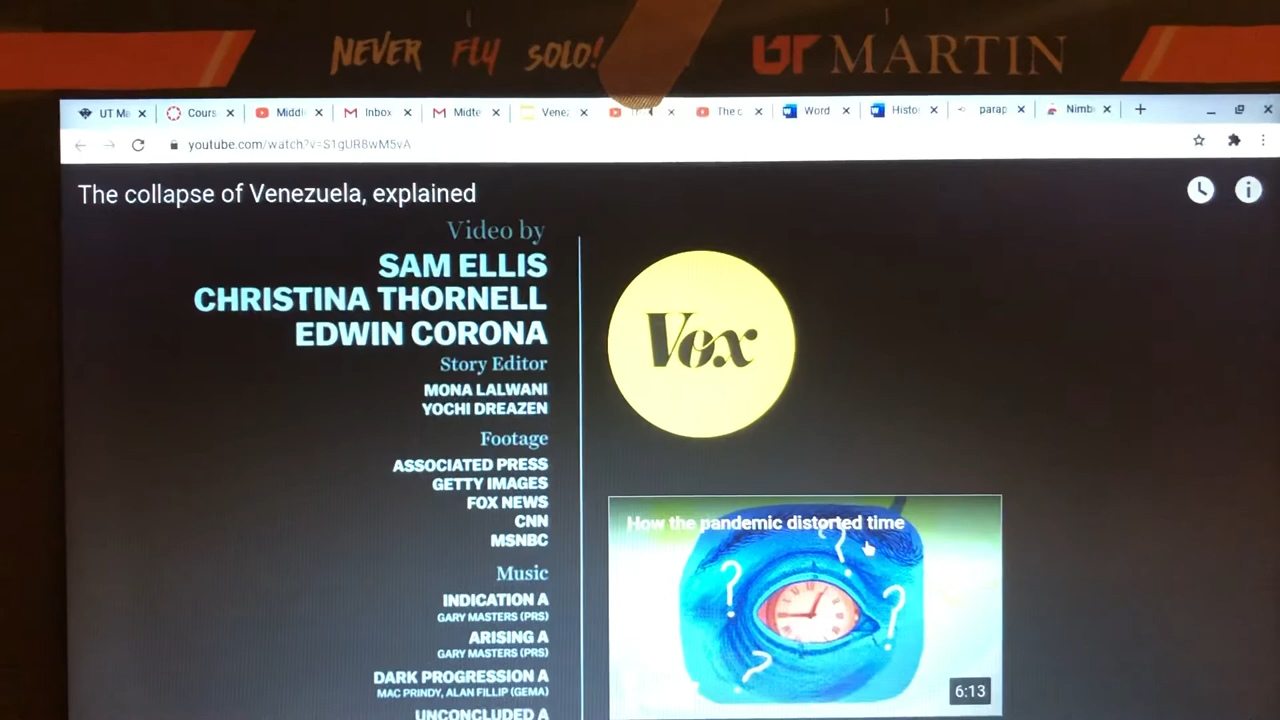 NEVER FLY SOLO!
UT MARTIN
UT Ma
Cours
Middl
Inbox
Midte
Venez
The c
Word
Histo
parap
Nimb
youtube.com/watch?v=S1gUR8wM5vA
The collapse of Venezuela, explained
Video by
SAM ELLIS
CHRISTINA THORNELL
EDWIN CORONA
Story Editor
MONA LALWANI
YOCHI DREAZEN
Footage
ASSOCIATED PRESS
GETTY IMAGES
FOX NEWS
CNN
MSNBC
Music
INDICATION A
GARY MASTERS (PRS)
ARISING A
GARY MASTERS (PRS)
DARK PROGRESSION A
MAC PRINDY, ALAN FILLIP (GEMA)
UNCONCLUDED A
Vox
How the pandemic distorted time
6:13